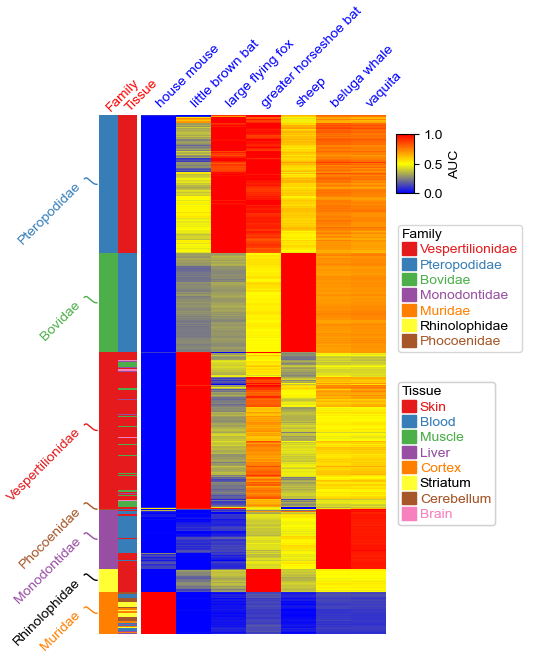 Family
Tissue
house mouse
little brown bat
large flying fox
greater horseshoe bat
sheep
beluga whale
vaquita
1.0
0.5
0.0
AUC
Pteropodidae
Bovidae
Vespertilionidae
Phocoenidae
Monodontidae
Rhinolophidae
Muridae
Family
Vespertilionidae
Pteropodidae
Bovidae
Monodontidae
Muridae
Rhinolophidae
Phocoenidae
Tissue
Skin
Blood
Muscle
Liver
Cortex
Striatum
Cerebellum
Brain